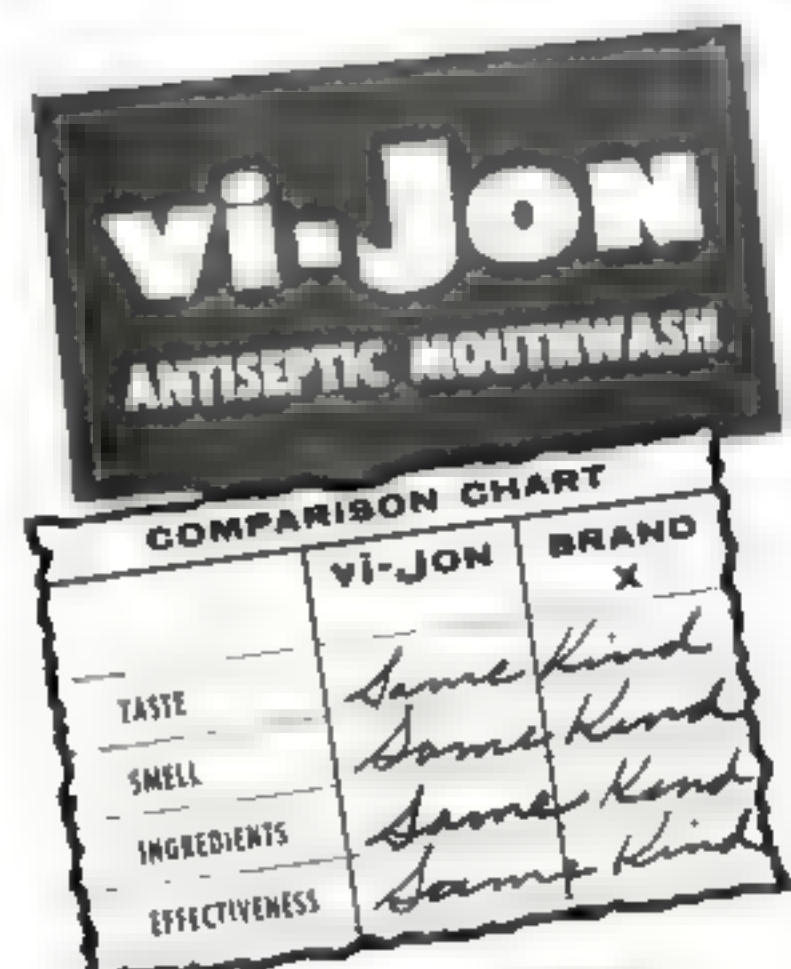 vi-Jon
ANTISEPTIC MOUTHWASH
COMPARISON CHART
vi-JON BRAND X
TASTE Same Kind
SMELL Same Kind
INGREDIENTS Same Kind
EFFECTIVENESS Same Kind